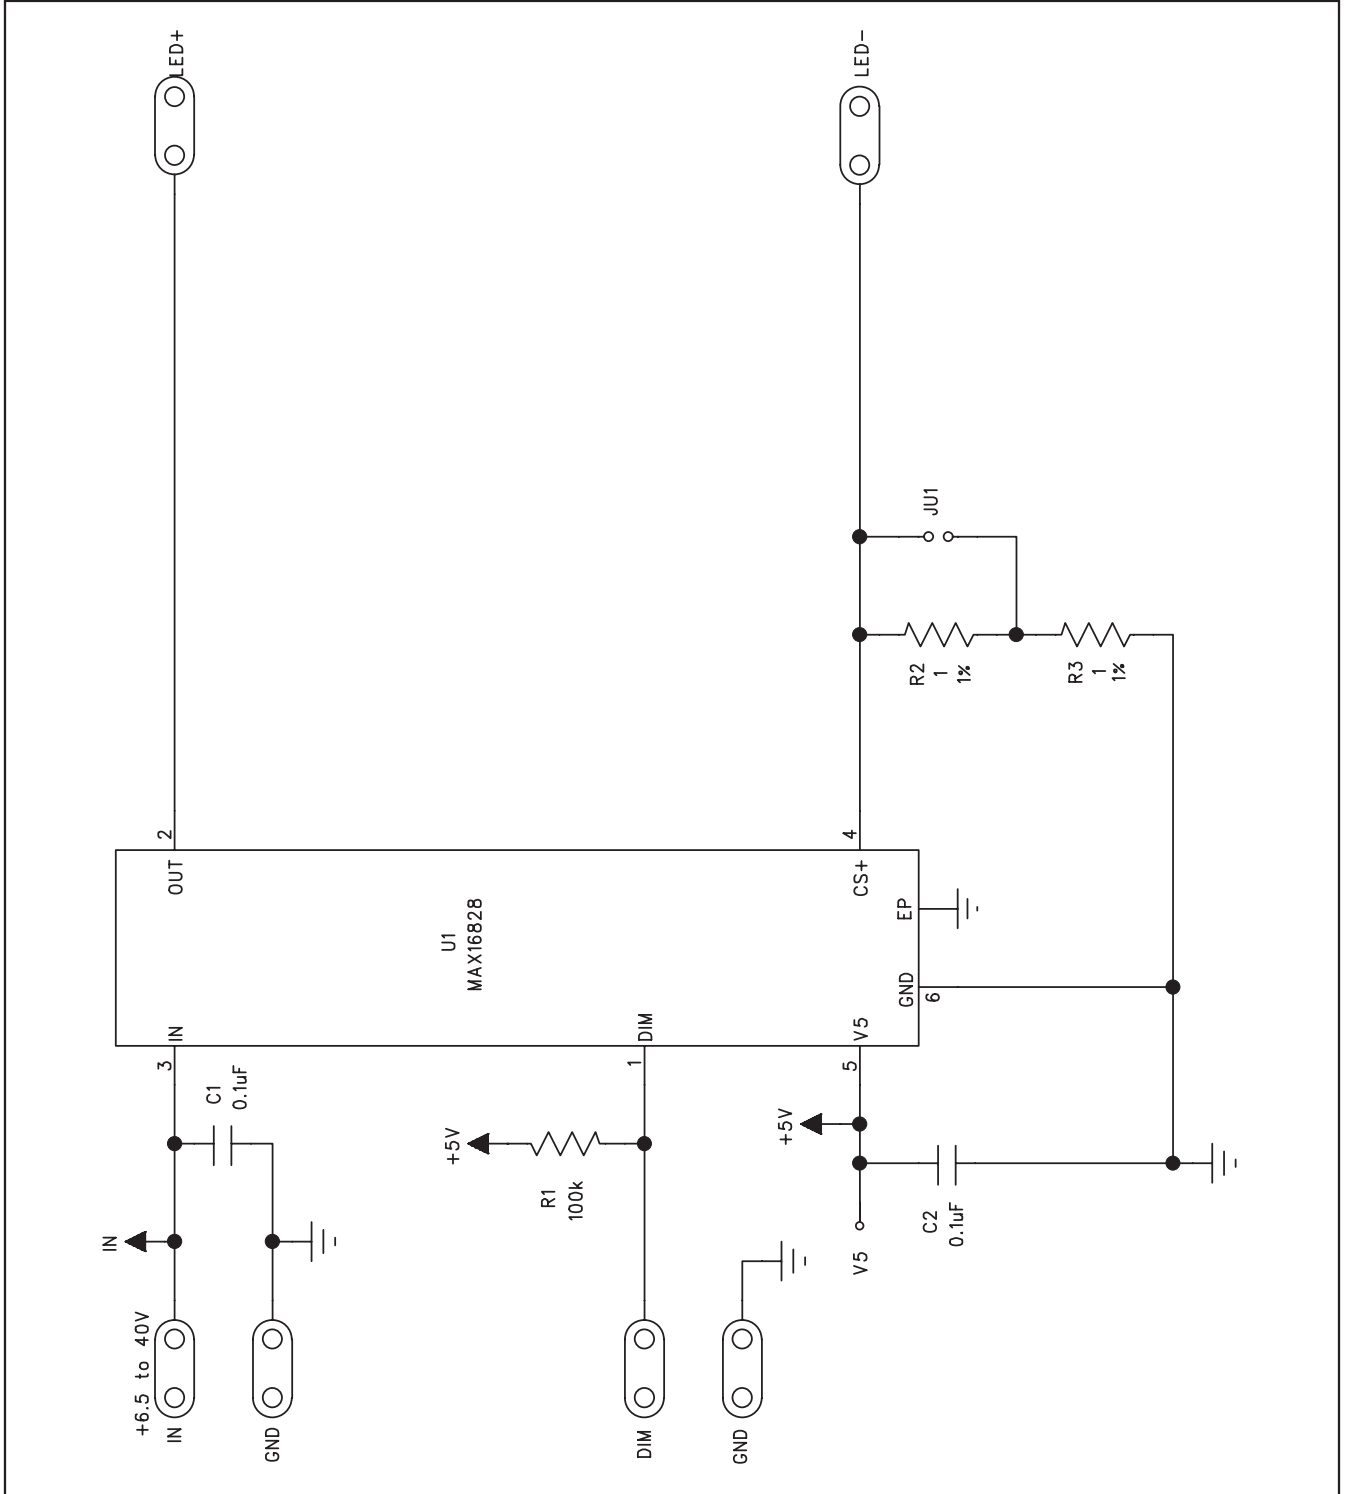 LED+
LED-
JU1
R2
1
1%
R3
1
1%
2
OUT
4
CS+
EP
U1
MAX16828
GND
6
IN
3
DIM
1
V5
5
C1
0.1uF
+5V
R1
100k
+5V
C2
0.1uF
IN
V5
+6.5 to 40V
IN
GND
DIM
GND